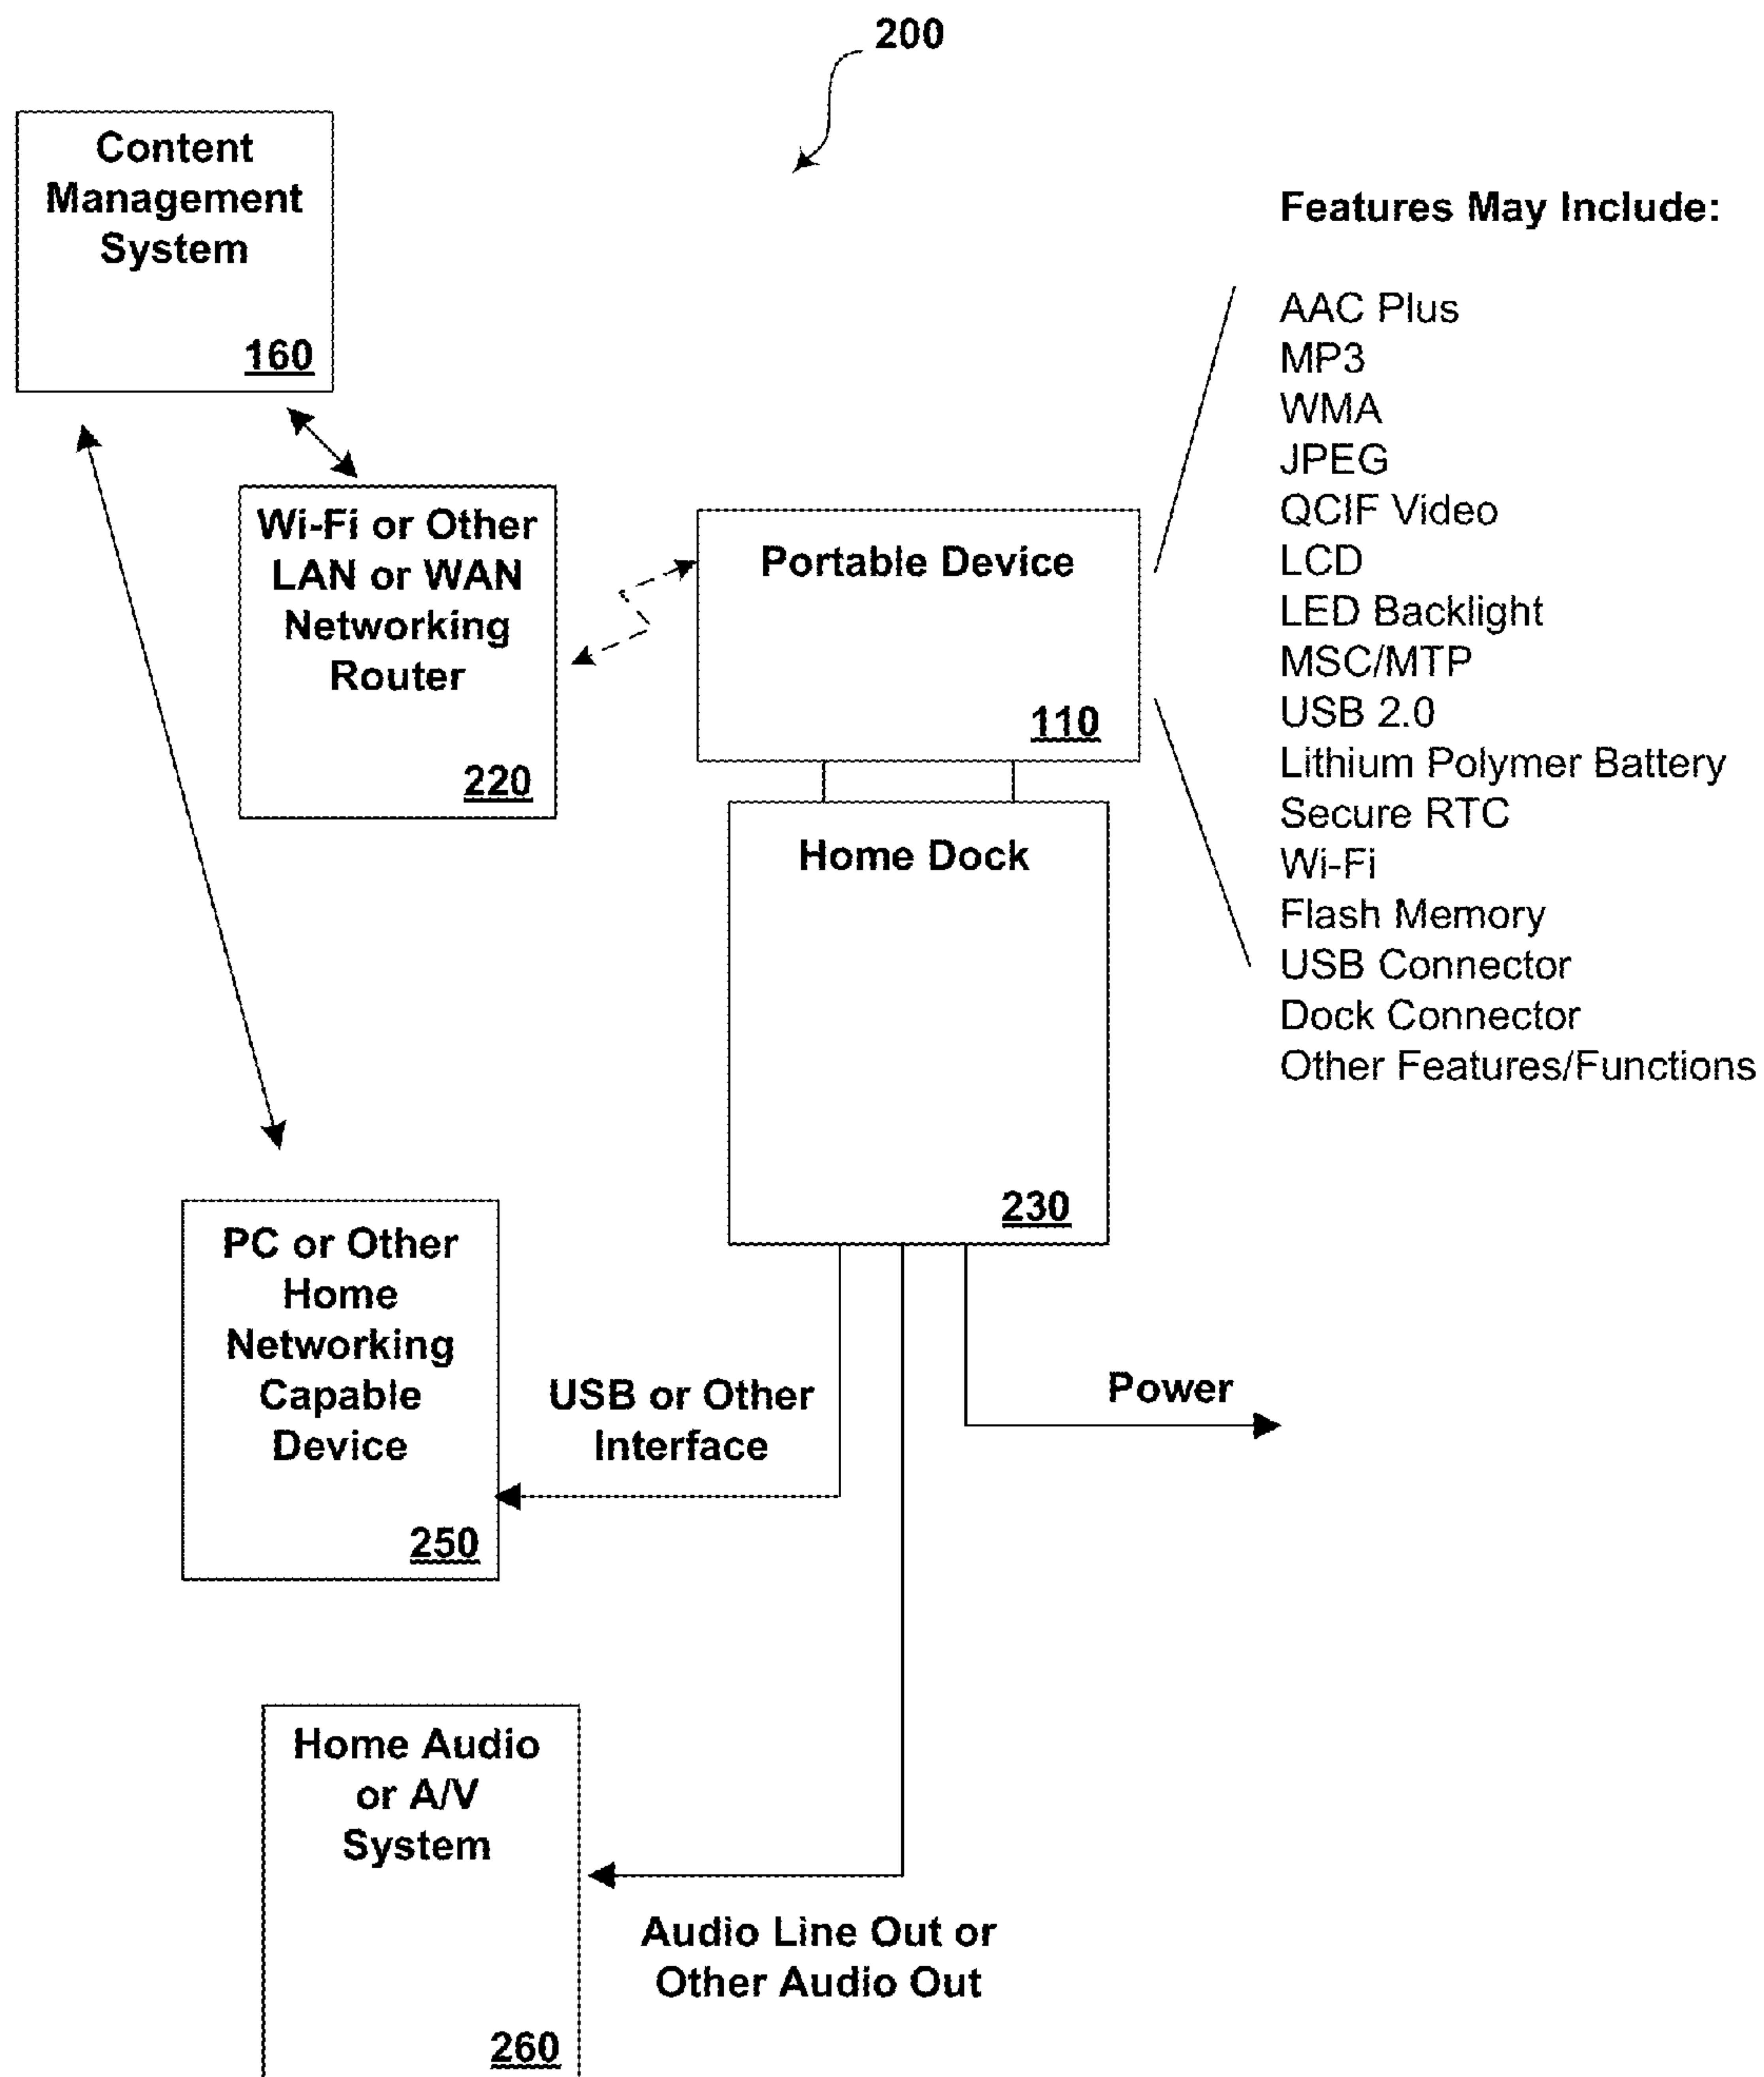 200
Content
Management
System
160
Features May Include:
AAC Plus
MP3
WMA
JPEG
QCIF Video
LCD
LED Backlight
MSC/MTP
USB 2.0
Lithium Polymer Battery
Secure RTC
Wi-Fi
Flash Memory
USB Connector
Dock Connector
Other Features/Functions
Wi-Fi or Other
LAN or WAN
Networking
Router
220
Portable Device
110
Home Dock
230
PC or Other
Home
Networking
Capable
Device
250
USB or Other
Interface
Power
Home Audio
or A/V
System
260
Audio Line Out or
Other Audio Out